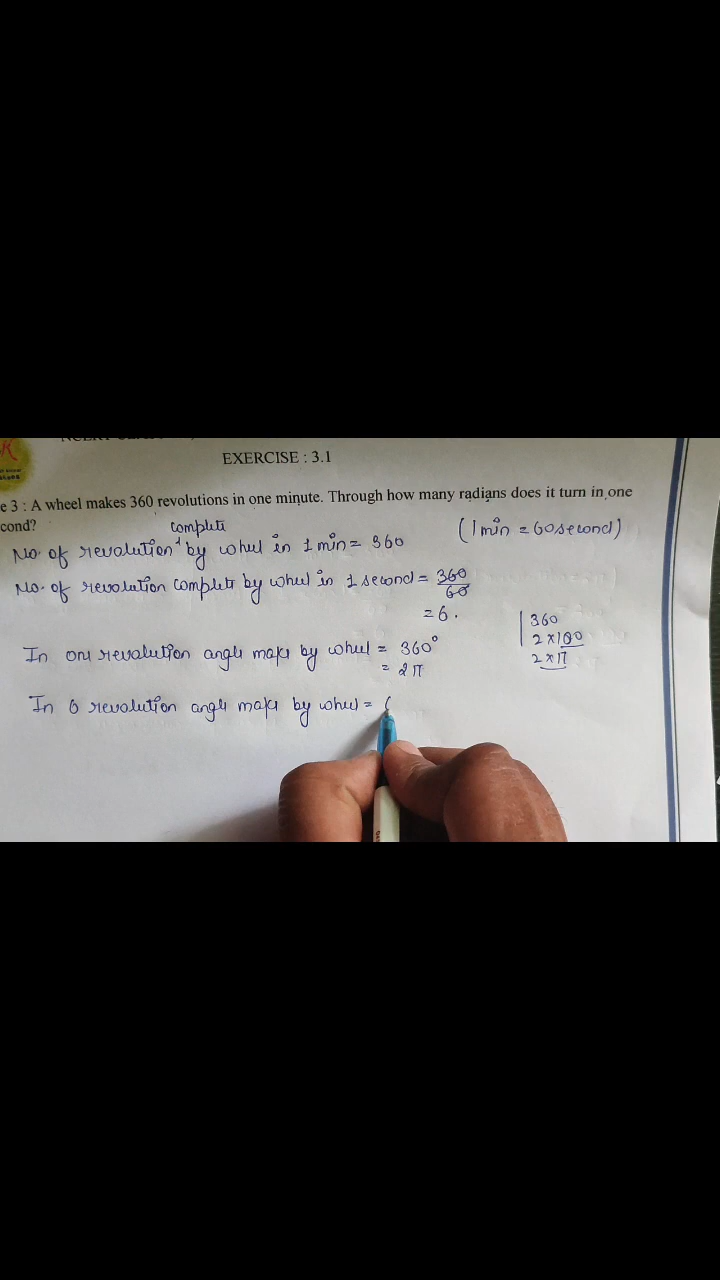 EXERCISE : 3.1
e 3 : A wheel makes 360 revolutions in one minute. Through how many radians does it turn in one
cond?
complete
No. of revolution by wheel in 1 min = 360 (1 min = 60 second)
No. of revolution complete by wheel in 1 second = 360/60
= 6.
360
2 × 180
2 × π
In one revolution angle make by wheel = 360°
= 2π
In 6 revolution angle make by wheel = (